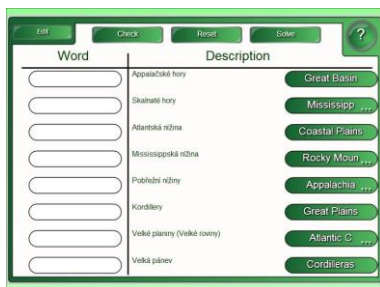 Edit Check Reset Solve ?
Word Description
Appalačské hory Great Basin
Skalnaté hory Mississipp ...
Atlantská nížina Coastal Plains
Mississippská nížina Rocky Moun ...
Pobřežní nížiny Appalachia ...
Kordillery Great Plains
Velké planiny (Velké rovny) Atlantic C ...
Velká pánev Cordilleras